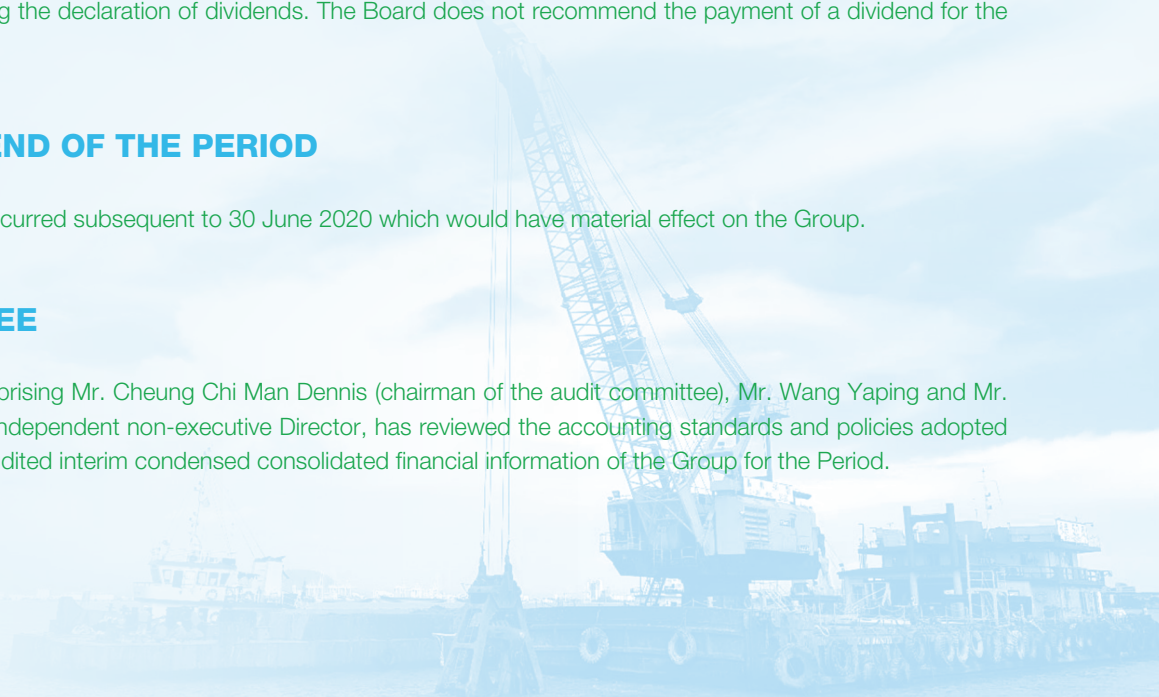 g the declaration of dividends. The Board does not recommend the payment of a dividend for the
END OF THE PERIOD
curred subsequent to 30 June 2020 which would have material effect on the Group.
EE
prising Mr. Cheung Chi Man Dennis (chairman of the audit committee), Mr. Wang Yaping and Mr.
ndependent non-executive Director, has reviewed the accounting standards and policies adopted
dited interim condensed consolidated financial information of the Group for the Period.